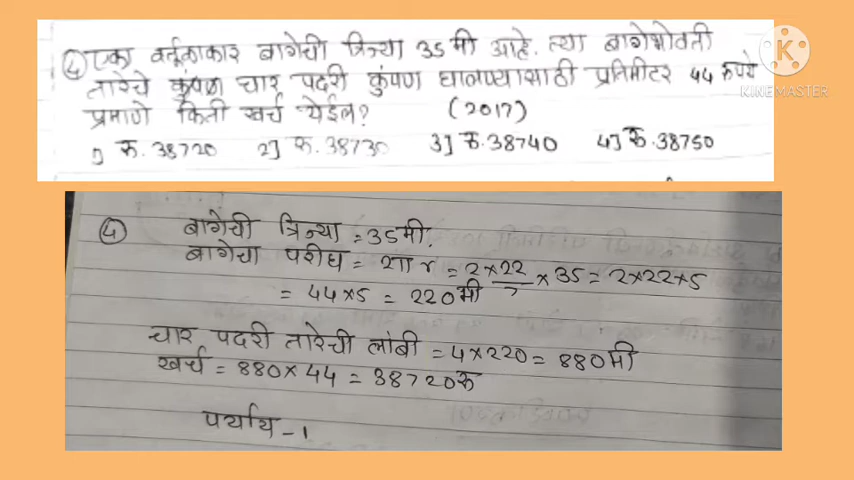 ④ एका वर्तुळाकार बागेची त्रिज्या 35 मी आहे. त्या बागेभोवती
तारेचे कुंपण चार पदरी कुंपण घालण्यासाठी प्रतिमीटर 44 रुपये
प्रमाणे किती खर्च येईल? (2017)
1) रु.38720 2] रु.38730 3] रु.38740 4] रु.38750
KINEMASTER
④ बागेची त्रिज्या = 35 मी.
बागेचा परीघ = 2π r = 2 × 22/7 × 35 = 2×22×5
= 44 × 5 = 220 मी
चार पदरी तारेची लांबी = 4 × 220 = 880 मी
खर्च = 880 × 44 = 38720 रु
पर्याय - 1